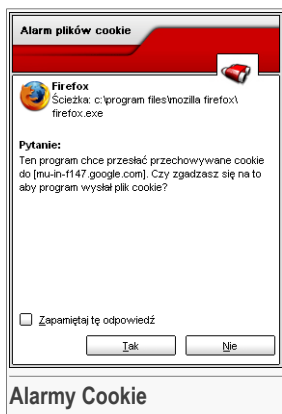 Alarm plików cookie
Firefox
Ścieżka: c:\program files\mozilla firefox\
firefox.exe
Pytanie:
Ten program chce przesłać przechowywane cookie
do [mu-in-f147.google.com]. Czy zgadzasz się na to
aby program wysłał plik cookie?
Zapamiętaj tę odpowiedź
Tak
Nie
Alarmy Cookie